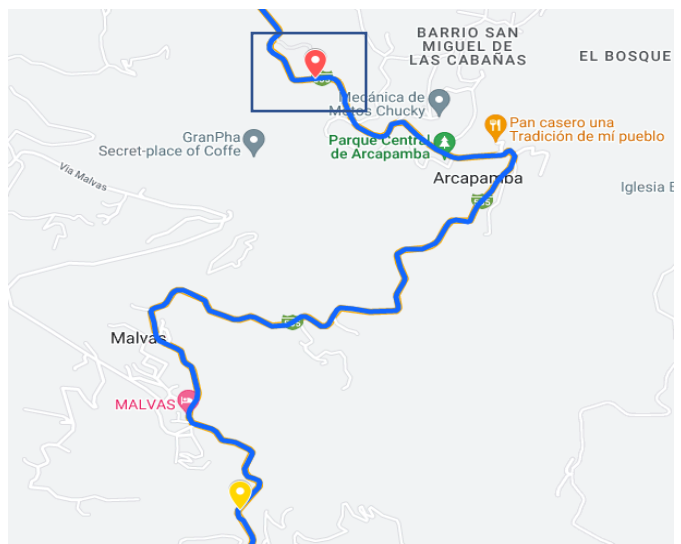 BARRIO SAN
MIGUEL DE
LAS CABAÑAS
EL BOSQUE
Mecánica de
Motos Chucky
GranPha
Secret-place of Coffe
Parque Central
de Arcapamba
Pan casero una
Tradición de mí pueblo
Vía Malvas
Arcapamba
Iglesia E
Malvas
MALVAS